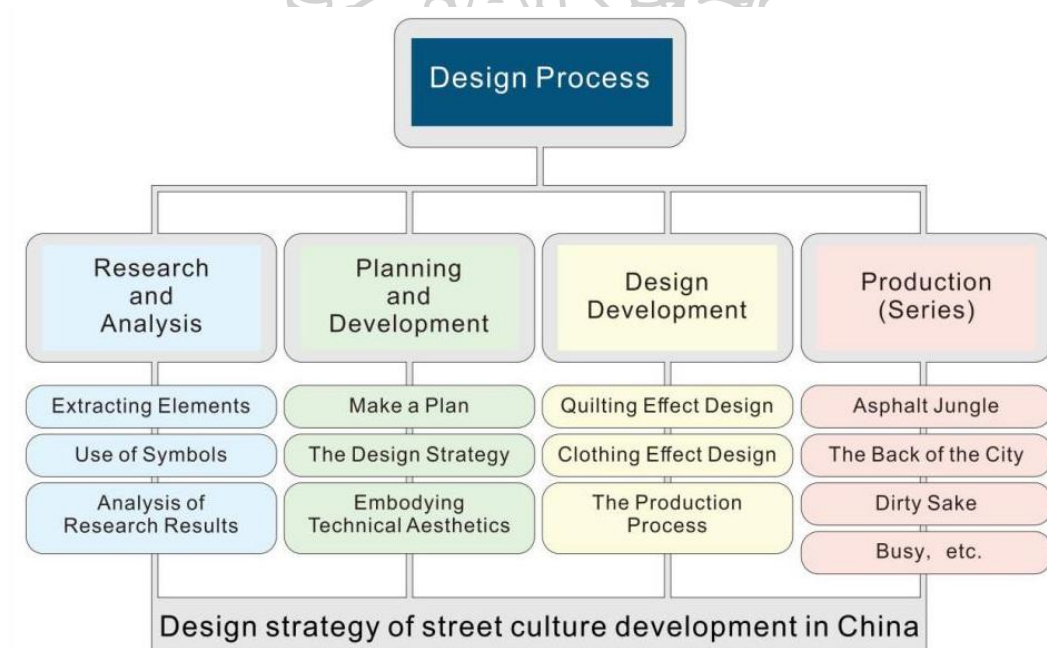 Design Process
Research
and
Analysis
Planning
and
Development
Design
Development
Production
(Series)
Extracting Elements
Use of Symbols
Analysis of
Research Results
Make a Plan
The Design Strategy
Embodying
Technical Aesthetics
Quilting Effect Design
Clothing Effect Design
The Production
Process
Asphalt Jungle
The Back of the City
Dirty Sake
Busy, etc.
Design strategy of street culture development in China